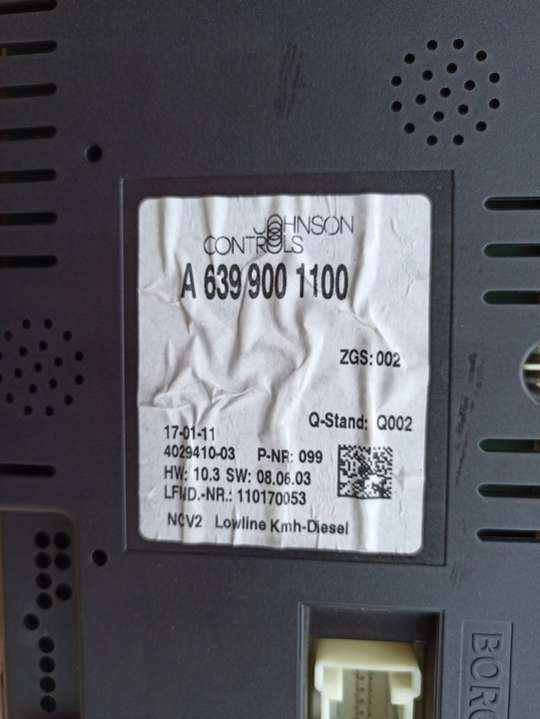 JOHNSON
CONTROLS
A 639 900 1100
ZGS: 002
Q-Stand: Q002
17-01-11
4029410-03 P-NR: 099
HW: 10.3 SW: 08.06.03
LFND.-NR.: 110170053
NCV2 Lowline Kmh-Diesel
BORG